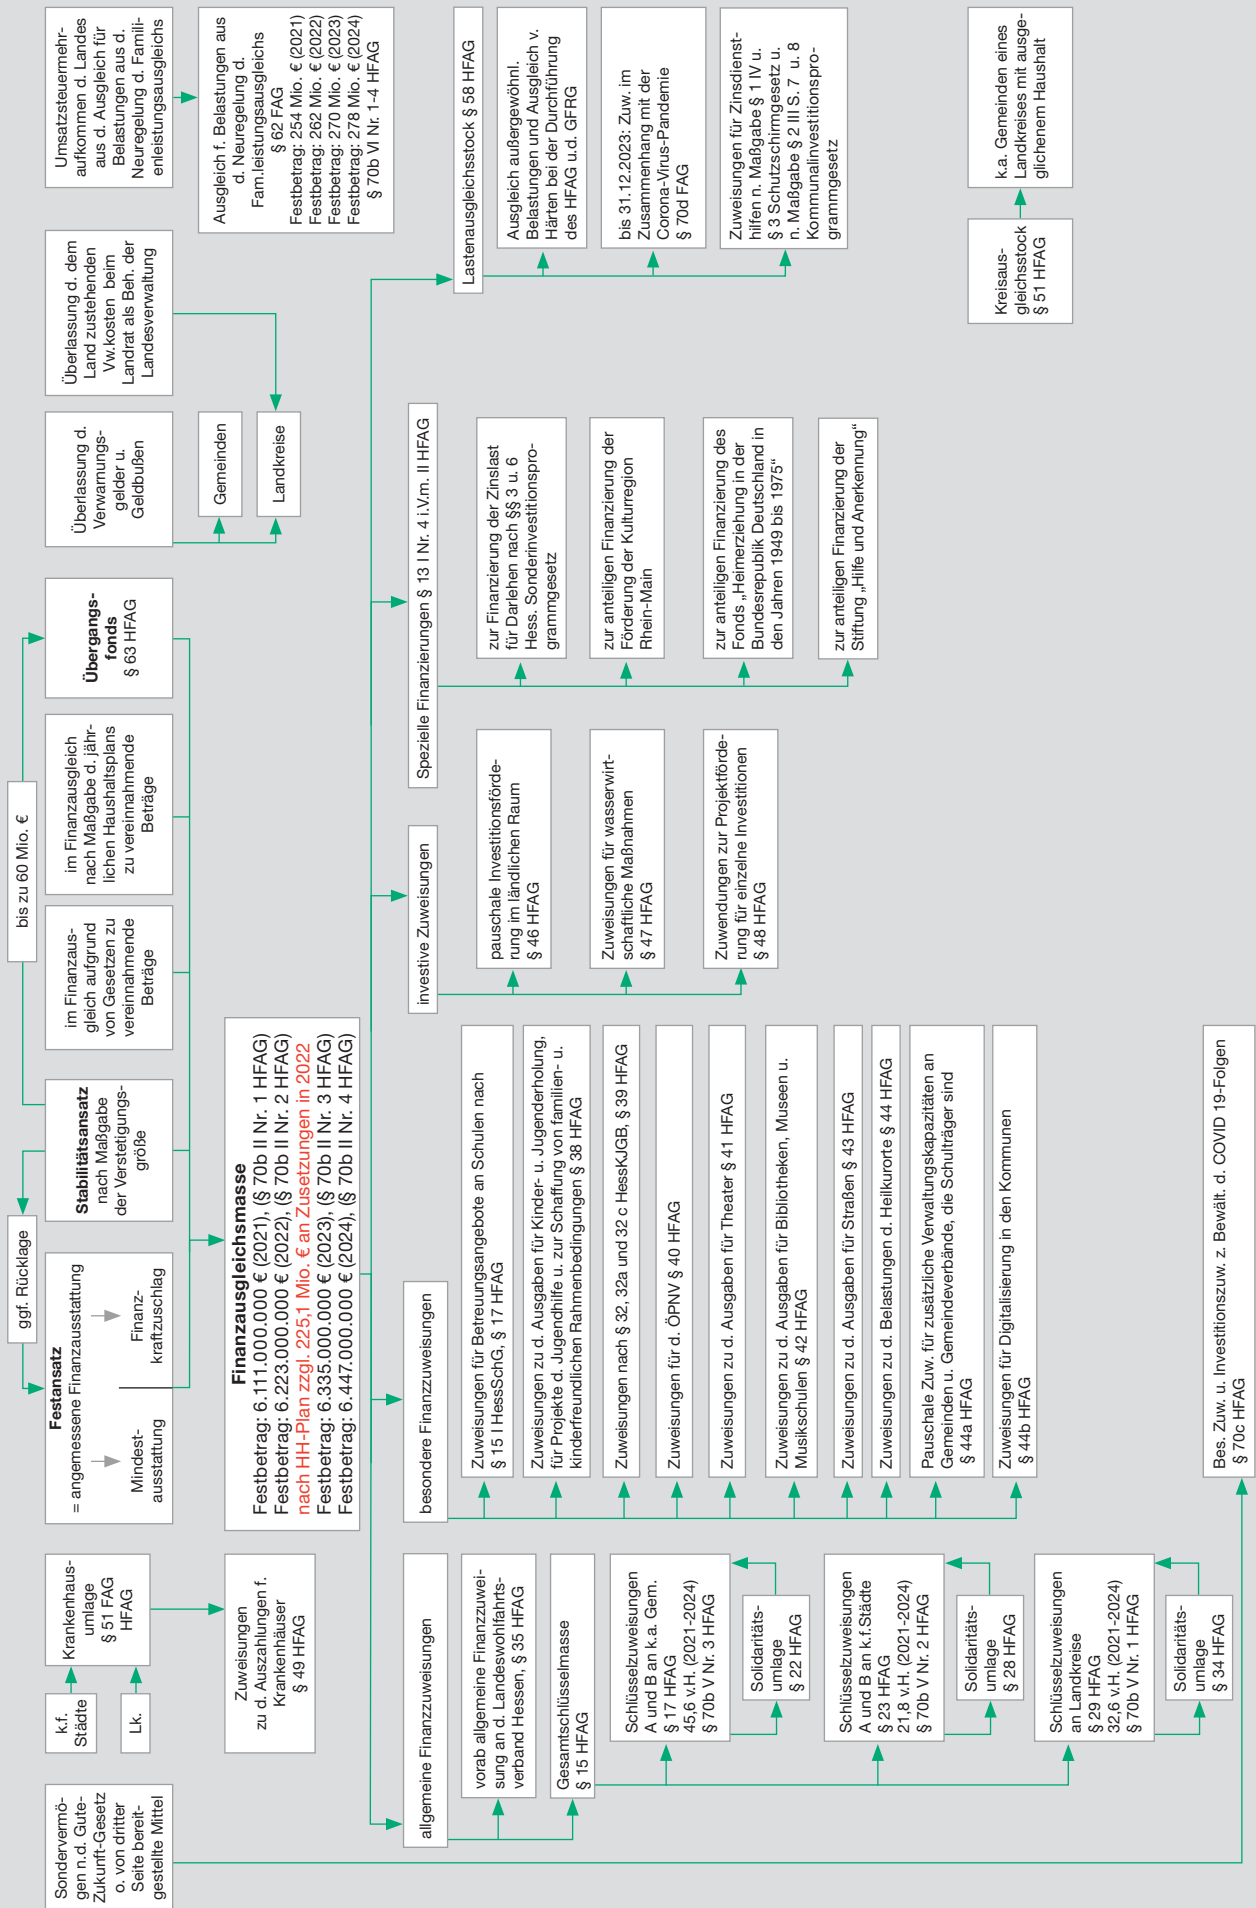 bis zu 60 Mio. €
ggf. Rücklage
Sondervermö-
gen n.d. Gute-
Zukunft-Gesetz
o. von dritter
Seite bereit-
gestellte Mittel
k.f.
Städte
Lk.
Krankenhaus-
umlage
§ 51 FAG
HFAG
Festansatz
= angemessene Finanzausstattung
Mindest-
ausstattung
Finanz-
kraftzuschlag
Stabilitätsansatz
nach Maßgabe
der Verstetigungs-
größe
im Finanzaus-
gleich aufgrund
von Gesetzen zu
vereinnahmende
Beträge
im Finanzausgleich
nach Maßgabe d. jähr-
lichen Haushaltsplans
zu vereinnahmende
Beträge
Übergangs-
fonds
§ 63 HFAG
Überlassung d.
Verwarnungs-
gelder u.
Geldbußen
Überlassung d. dem
Land zustehenden
Vw.kosten beim
Landrat als Beh. der
Landesverwaltung
Umsatzsteuermehr-
aufkommen d. Landes
aus d. Ausgleich für
Belastungen aus d.
Neuregelung d. Famili-
enleistungsausgleichs
Zuweisungen
zu d. Auszahlungen f.
Krankenhäuser
§ 49 HFAG
Finanzausgleichsmasse
Festbetrag: 6.111.000.000 € (2021), (§ 70b II Nr. 1 HFAG)
Festbetrag: 6.223.000.000 € (2022), (§ 70b II Nr. 2 HFAG)
nach HH-Plan zzgl. 225,1 Mio. € an Zusetzungen in 2022
Festbetrag: 6.335.000.000 € (2023), (§ 70b II Nr. 3 HFAG)
Festbetrag: 6.447.000.000 € (2024), (§ 70b II Nr. 4 HFAG)
Gemeinden
Landkreise
Ausgleich f. Belastungen aus
d. Neuregelung d.
Fam.leistungsausgleichs
§ 62 FAG
Festbetrag: 254 Mio. € (2021)
Festbetrag: 262 Mio. € (2022)
Festbetrag: 270 Mio. € (2023)
Festbetrag: 278 Mio. € (2024)
§ 70b VI Nr. 1-4 HFAG
allgemeine Finanzzuweisungen
vorab allgemeine Finanzzuwei-
sung an d. Landeswohlfahrts-
verband Hessen, § 35 HFAG
Gesamtschlüsselmasse
§ 15 HFAG
Schlüsselzuweisungen
A und B an k.a. Gem.
§ 17 HFAG
45,6 v.H. (2021-2024)
§ 70b V Nr. 3 HFAG
Solidaritäts-
umlage
§ 22 HFAG
Schlüsselzuweisungen
A und B an k.f.Städte
§ 23 HFAG
21,8 v.H. (2021-2024)
§ 70b V Nr. 2 HFAG
Solidaritäts-
umlage
§ 28 HFAG
Schlüsselzuweisungen
an Landkreise
§ 29 HFAG
32,6 v.H. (2021-2024)
§ 70b V Nr. 1 HFAG
Solidaritäts-
umlage
§ 34 HFAG
besondere Finanzzuweisungen
Zuweisungen für Betreuungsangebote an Schulen nach
§ 15 I HessSchG, § 17 HFAG
Zuweisungen zu d. Ausgaben für Kinder- u. Jugenderholung,
für Projekte d. Jugendhilfe u. zur Schaffung von familien- u.
kinderfreundlichen Rahmenbedingungen § 38 HFAG
Zuweisungen nach § 32, 32a und 32 c HessKJGB, § 39 HFAG
Zuweisungen für d. ÖPNV § 40 HFAG
Zuweisungen zu d. Ausgaben für Theater § 41 HFAG
Zuweisungen zu d. Ausgaben für Bibliotheken, Museen u.
Musikschulen § 42 HFAG
Zuweisungen zu d. Ausgaben für Straßen § 43 HFAG
Zuweisungen zu d. Belastungen d. Heilkurorte § 44 HFAG
Pauschale Zuw. für zusätzliche Verwaltungskapazitäten an
Gemeinden u. Gemeindeverbände, die Schulträger sind
§ 44a HFAG
Zuweisungen für Digitalisierung in den Kommunen
§ 44b HFAG
Bes. Zuw. u. Investitionszuw. z. Bewält. d. COVID 19-Folgen
§ 70c HFAG
investive Zuweisungen
pauschale Investitionsförde-
rung im ländlichen Raum
§ 46 HFAG
Zuweisungen für wasserwirt-
schaftliche Maßnahmen
§ 47 HFAG
Zuwendungen zur Projektförde-
rung für einzelne Investitionen
§ 48 HFAG
Spezielle Finanzierungen § 13 I Nr. 4 i.V.m. II HFAG
zur Finanzierung der Zinslast
für Darlehen nach §§ 3 u. 6
Hess. Sonderinvestitionspro-
grammgesetz
zur anteiligen Finanzierung der
Förderung der Kulturregion
Rhein-Main
zur anteiligen Finanzierung des
Fonds „Heimerziehung in der
Bundesrepublik Deutschland in
den Jahren 1949 bis 1975“
zur anteiligen Finanzierung der
Stiftung „Hilfe und Anerkennung“
Lastenausgleichsstock § 58 HFAG
Ausgleich außergewöhnl.
Belastungen und Ausgleich v.
Härten bei der Durchführung
des HFAG u.d. GFRG
bis 31.12.2023: Zuw. im
Zusammenhang mit der
Corona-Virus-Pandemie
§ 70d FAG
Zuweisungen für Zinsdienst-
hilfen n. Maßgabe § 1 IV u.
§ 3 Schutzschirmgesetz u.
n. Maßgabe § 2 III S. 7 u. 8
Kommunalinvestitionspro-
grammgesetz
Kreisaus-
gleichsstock
§ 51 HFAG
k.a. Gemeinden eines
Landkreises mit ausge-
glichenem Haushalt